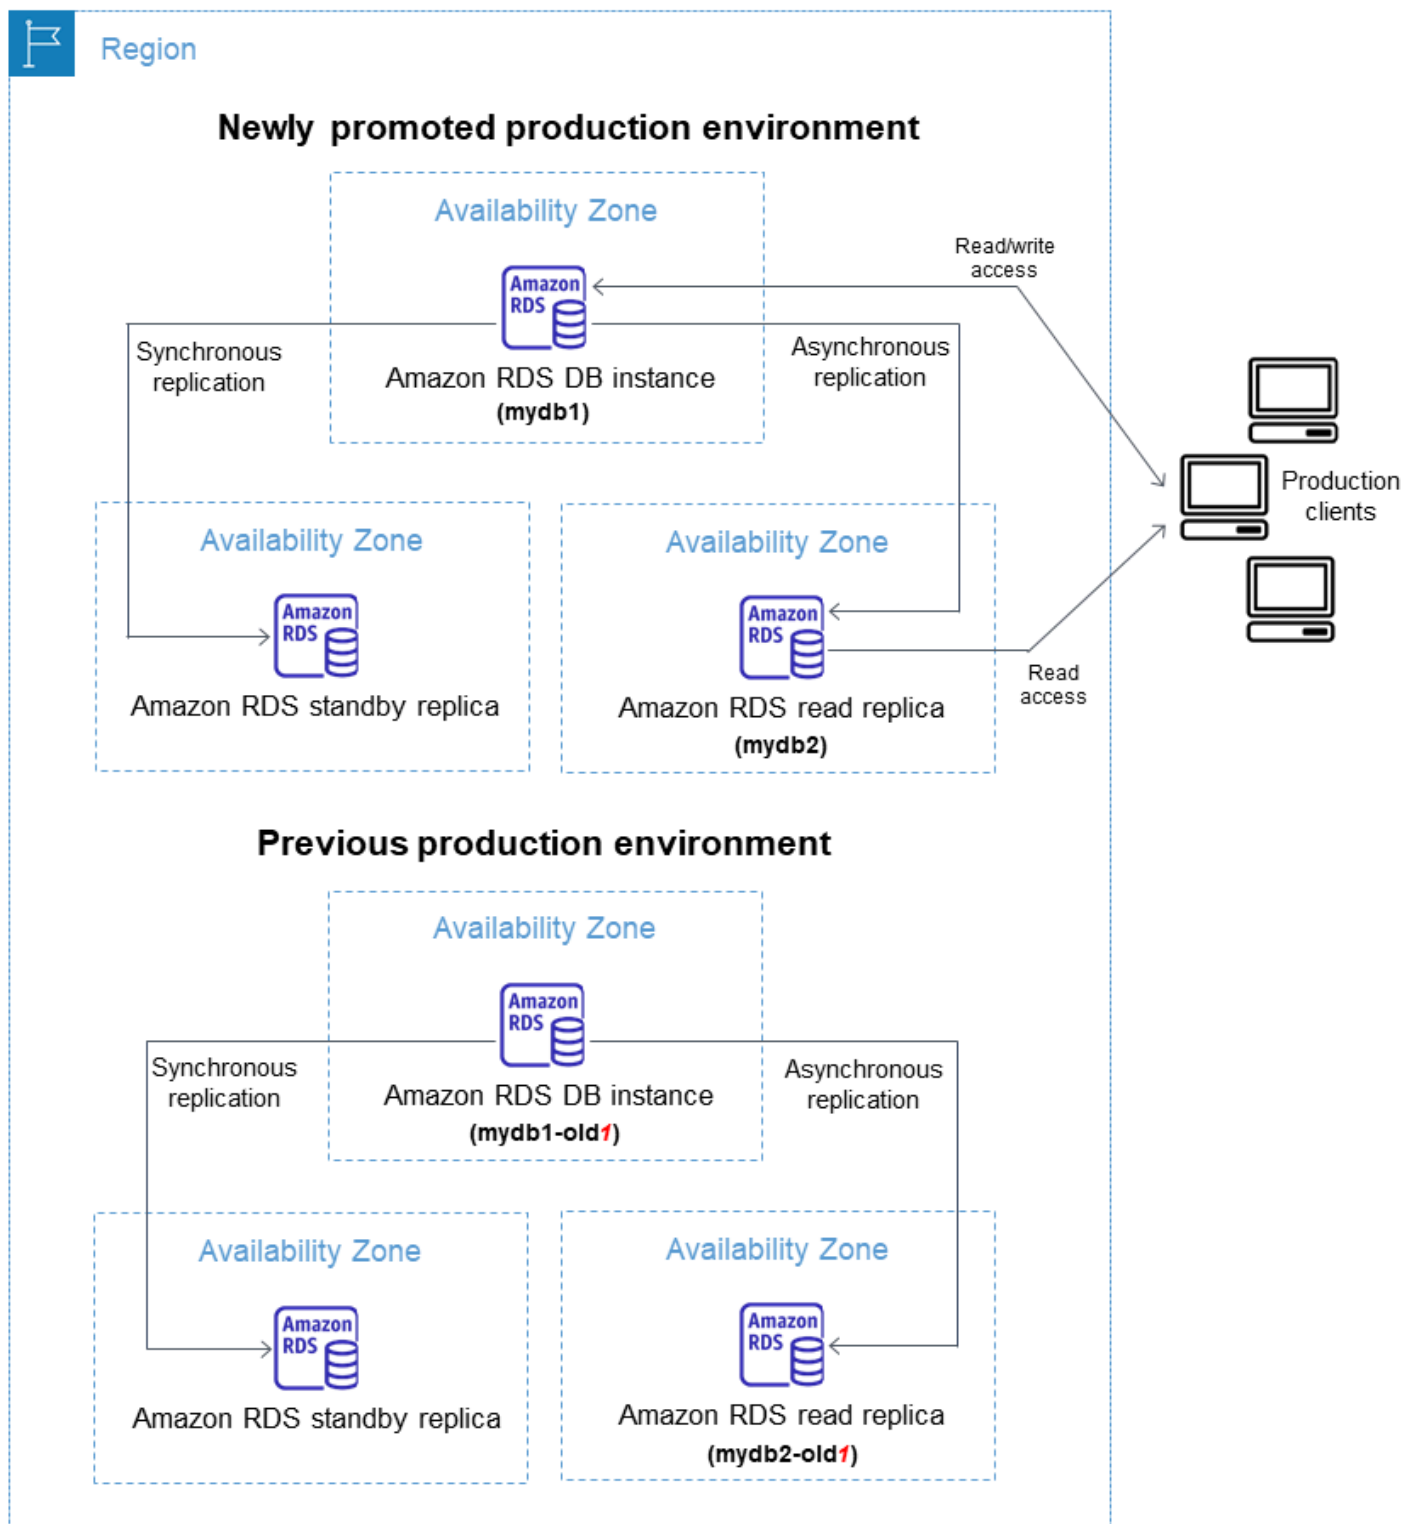 Region
Newly promoted production environment
Availability Zone
Read/write
access
Amazon
RDS
Synchronous
replication
Asynchronous
replication
Amazon RDS DB instance
(mydb1)
Production
clients
Availability Zone
Availability Zone
Amazon
RDS
Amazon
RDS
Amazon RDS standby replica
Amazon RDS read replica
(mydb2)
Read
access
Previous production environment
Availability Zone
Amazon
RDS
Synchronous
replication
Asynchronous
replication
Amazon RDS DB instance
(mydb1-old1)
Availability Zone
Availability Zone
Amazon
RDS
Amazon
RDS
Amazon RDS standby replica
Amazon RDS read replica
(mydb2-old1)